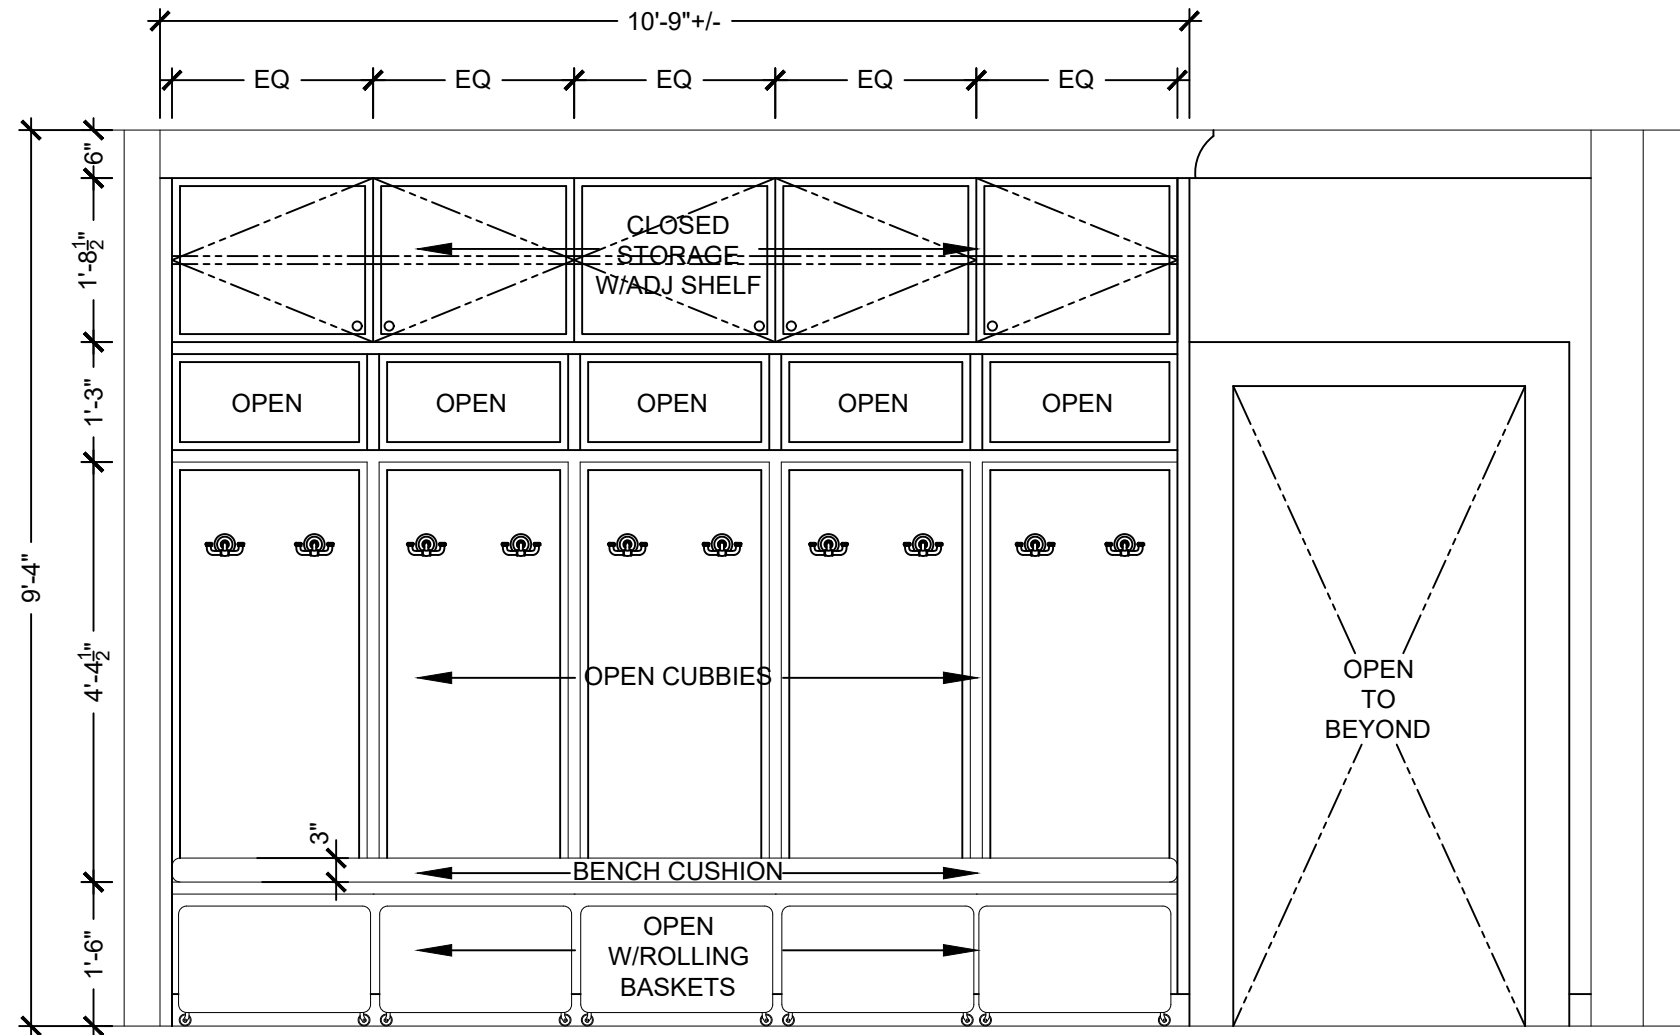 10'-9"+/-
EQ EQ EQ EQ EQ
6"
1'-8½"
CLOSED
STORAGE
W/ADJ SHELF
1'-3"
OPEN OPEN OPEN OPEN OPEN
9'-4"
4'-4½"
OPEN CUBBIES
OPEN
TO
BEYOND
3"
BENCH CUSHION
1'-6"
OPEN
W/ROLLING
BASKETS